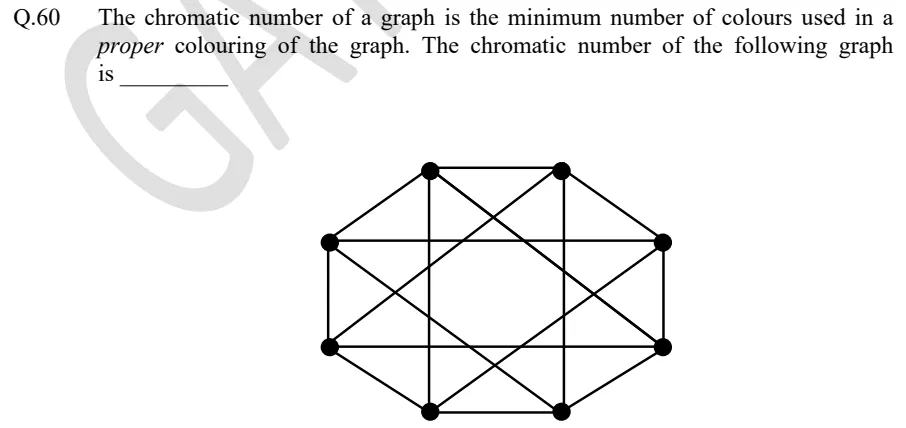 Q.60 The chromatic number of a graph is the minimum number of colours used in a
proper colouring of the graph. The chromatic number of the following graph
is __________
GAT